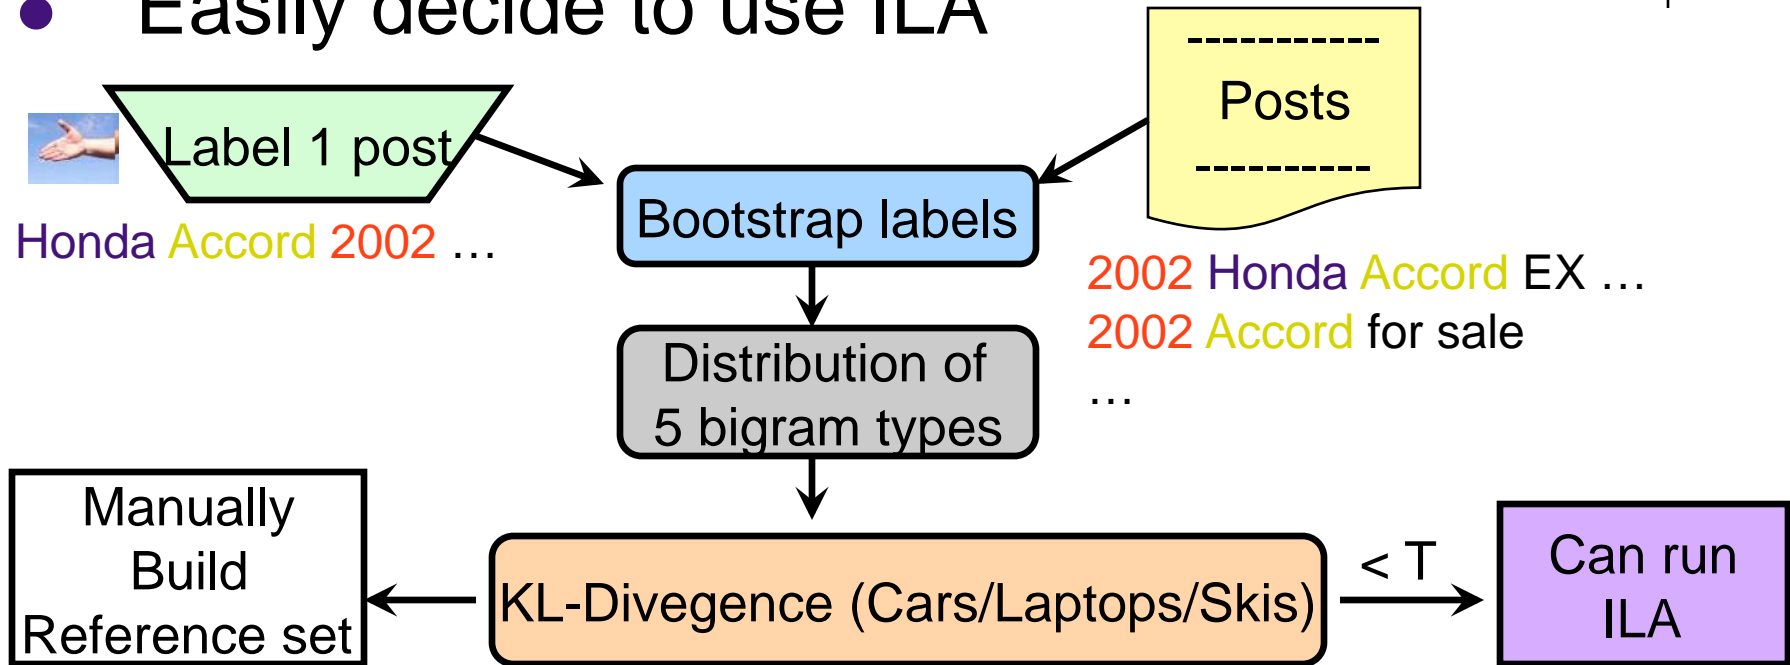 • Easily decide to use ILA
-----------
Posts
----------
Label 1 post
Honda Accord 2002 …
Bootstrap labels
2002 Honda Accord EX …
2002 Accord for sale
…
Distribution of
5 bigram types
Manually
Build
Reference set
KL-Divegence (Cars/Laptops/Skis)
< T
Can run
ILA